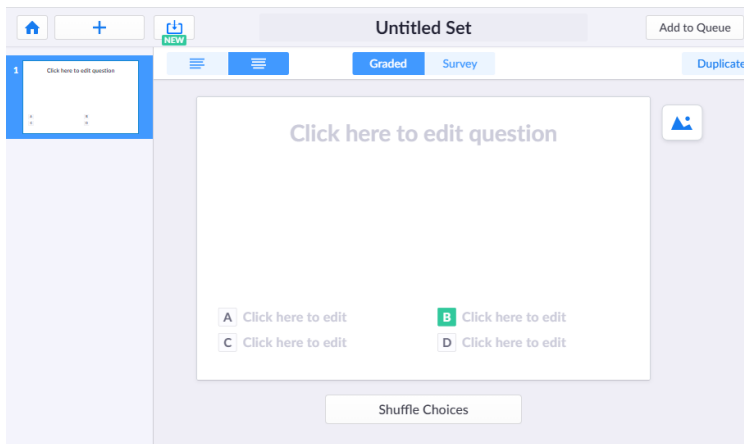 Untitled Set
Add to Queue
NEW
Graded
Survey
Duplicate
1
Click here to edit question
Click here to edit question
A Click here to edit
B Click here to edit
C Click here to edit
D Click here to edit
Shuffle Choices